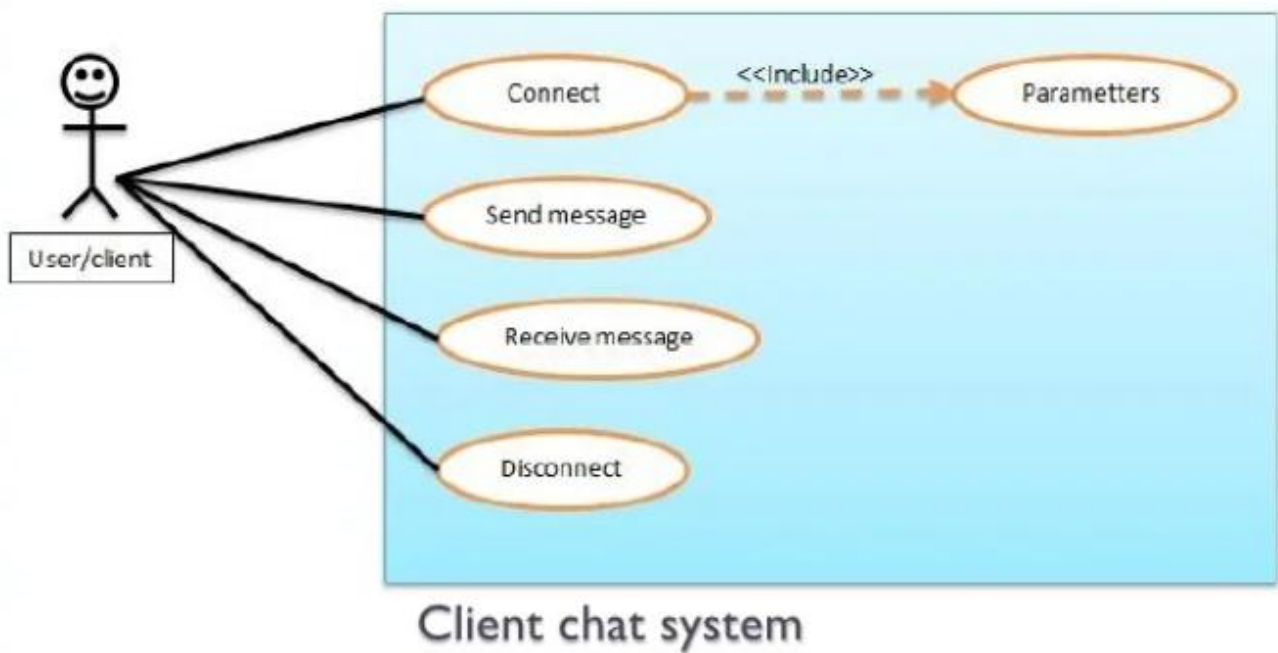 Connect
<<Include>>
Parametters
Send message
User/client
Receive message
Disconnect
Client chat system